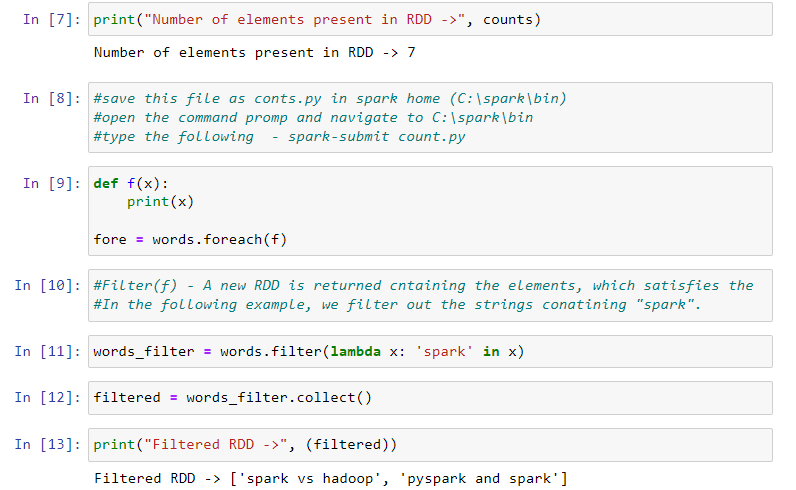 In [7]: print("Number of elements present in RDD ->", counts)
Number of elements present in RDD -> 7
In [8]: #save this file as conts.py in spark home (C:\spark\bin)
#open the command promp and navigate to C:\spark\bin
#type the following  - spark-submit count.py
In [9]: def f(x):
    print(x)
fore = words.foreach(f)
In [10]: #Filter(f) - A new RDD is returned cntaining the elements, which satisfies the
#In the following example, we filter out the strings conatining "spark".
In [11]: words_filter = words.filter(lambda x: 'spark' in x)
In [12]: filtered = words_filter.collect()
In [13]: print("Filtered RDD ->", (filtered))
Filtered RDD -> ['spark vs hadoop', 'pyspark and spark']